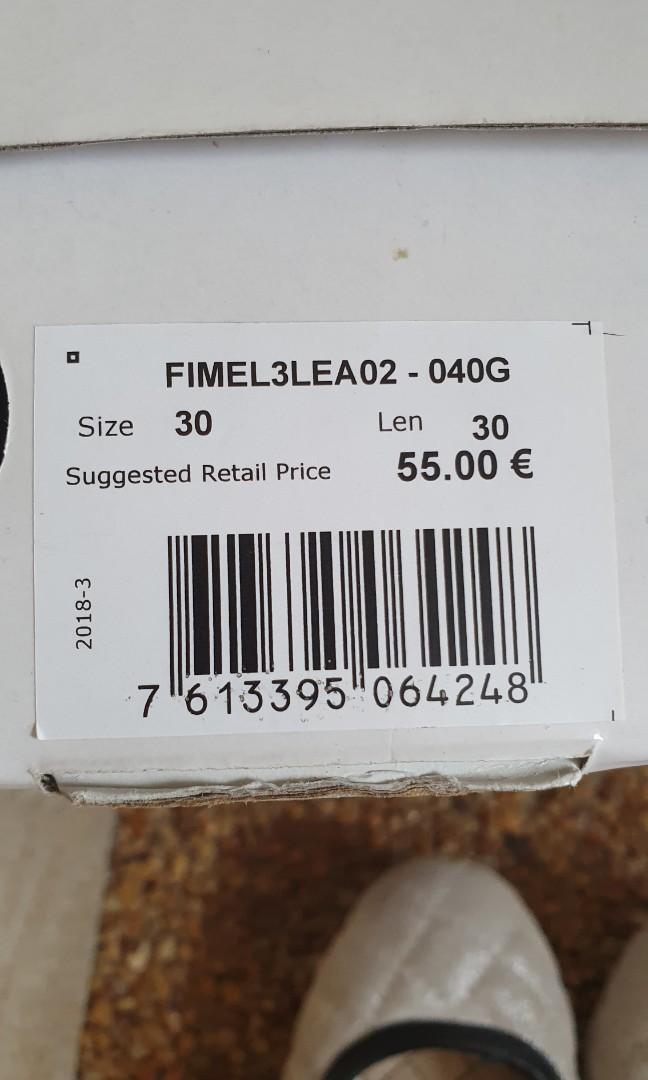 FIMEL3LEA02 - 040G
Size 30 Len 30
Suggested Retail Price 55.00 €
2018-3
7 613395 064248